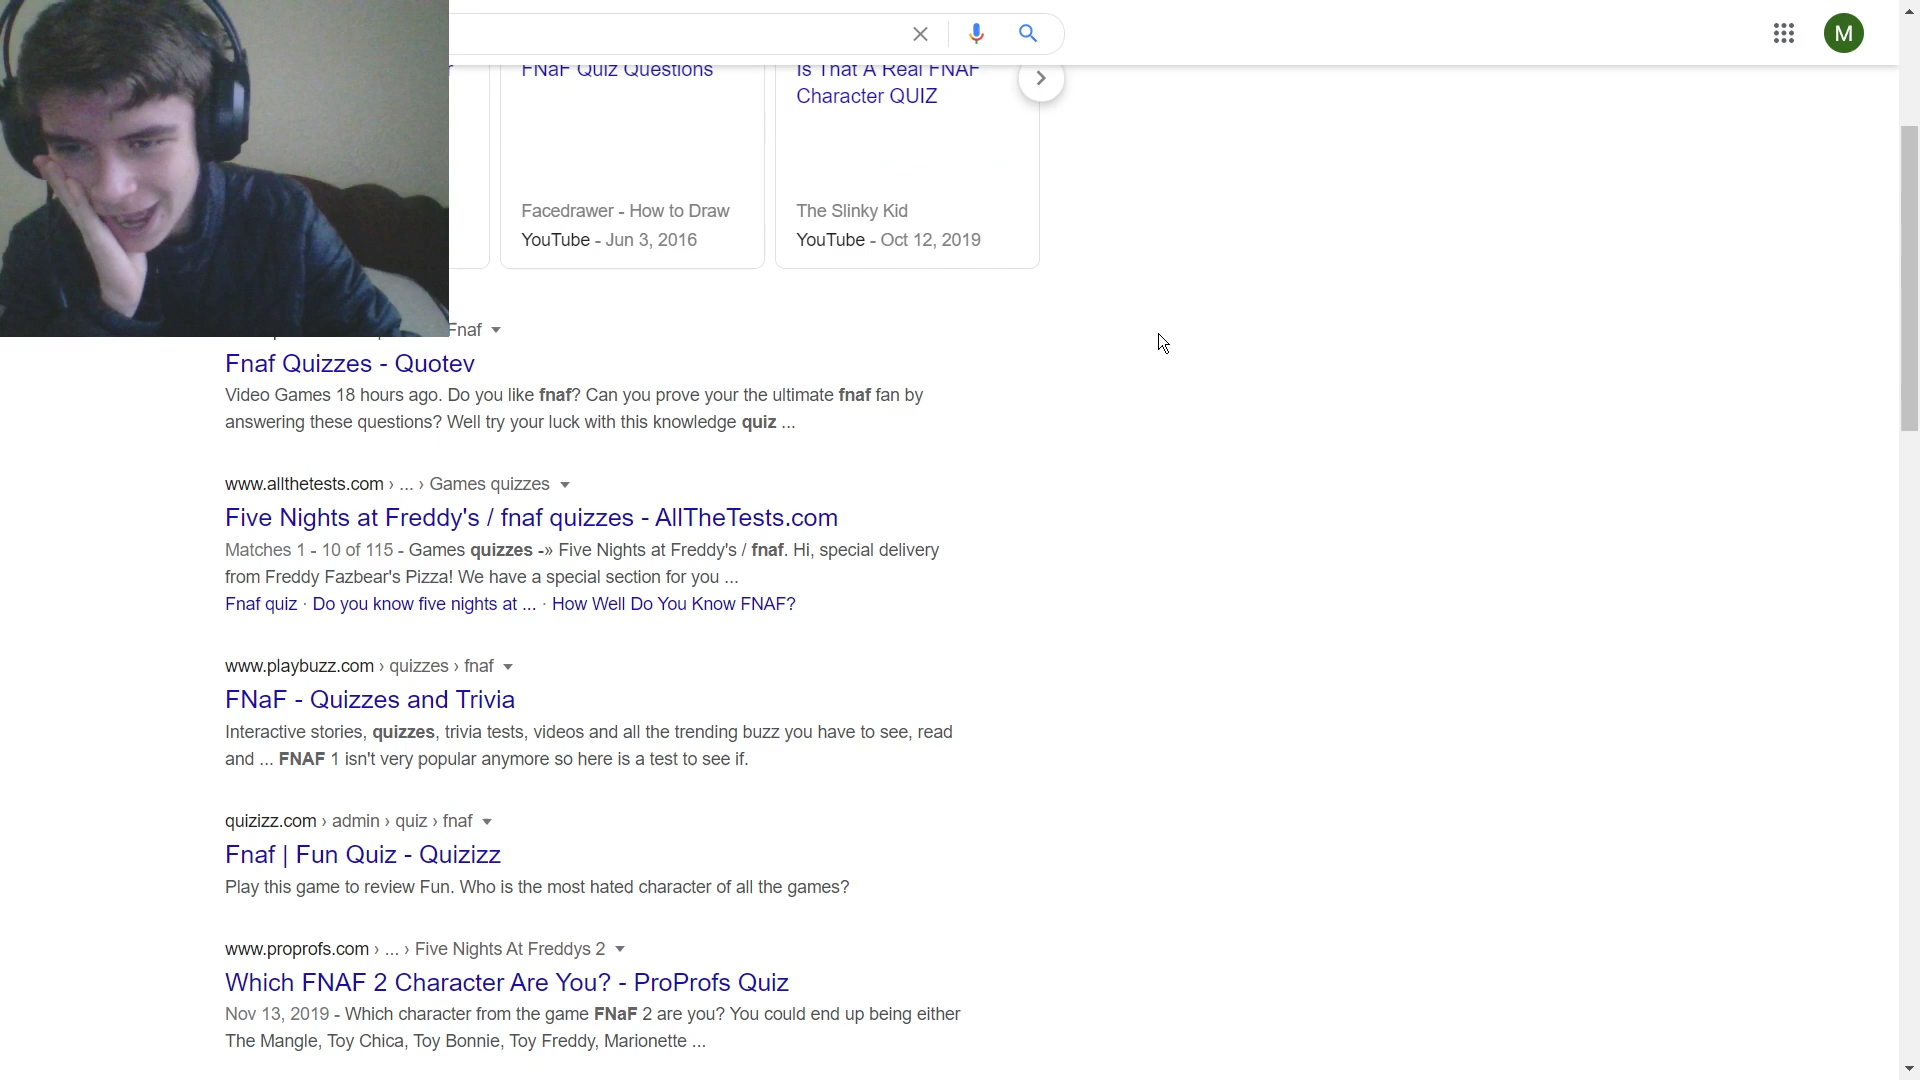 M
FNaF Quiz Questions
Is That A Real FNAF
Character QUIZ
Facedrawer - How to Draw
YouTube - Jun 3, 2016
The Slinky Kid
YouTube - Oct 12, 2019
Fnaf
Fnaf Quizzes - Quotev
Video Games 18 hours ago. Do you like fnaf? Can you prove your the ultimate fnaf fan by
answering these questions? Well try your luck with this knowledge quiz ...
www.allthetests.com › ... › Games quizzes
Five Nights at Freddy's / fnaf quizzes - AllTheTests.com
Matches 1 - 10 of 115 - Games quizzes -» Five Nights at Freddy's / fnaf. Hi, special delivery
from Freddy Fazbear's Pizza! We have a special section for you ...
Fnaf quiz · Do you know five nights at ... · How Well Do You Know FNAF?
www.playbuzz.com › quizzes › fnaf
FNaF - Quizzes and Trivia
Interactive stories, quizzes, trivia tests, videos and all the trending buzz you have to see, read
and ... FNAF 1 isn't very popular anymore so here is a test to see if.
quizizz.com › admin › quiz › fnaf
Fnaf | Fun Quiz - Quizizz
Play this game to review Fun. Who is the most hated character of all the games?
www.proprofs.com › ... › Five Nights At Freddys 2
Which FNAF 2 Character Are You? - ProProfs Quiz
Nov 13, 2019 - Which character from the game FNaF 2 are you? You could end up being either
The Mangle, Toy Chica, Toy Bonnie, Toy Freddy, Marionette ...